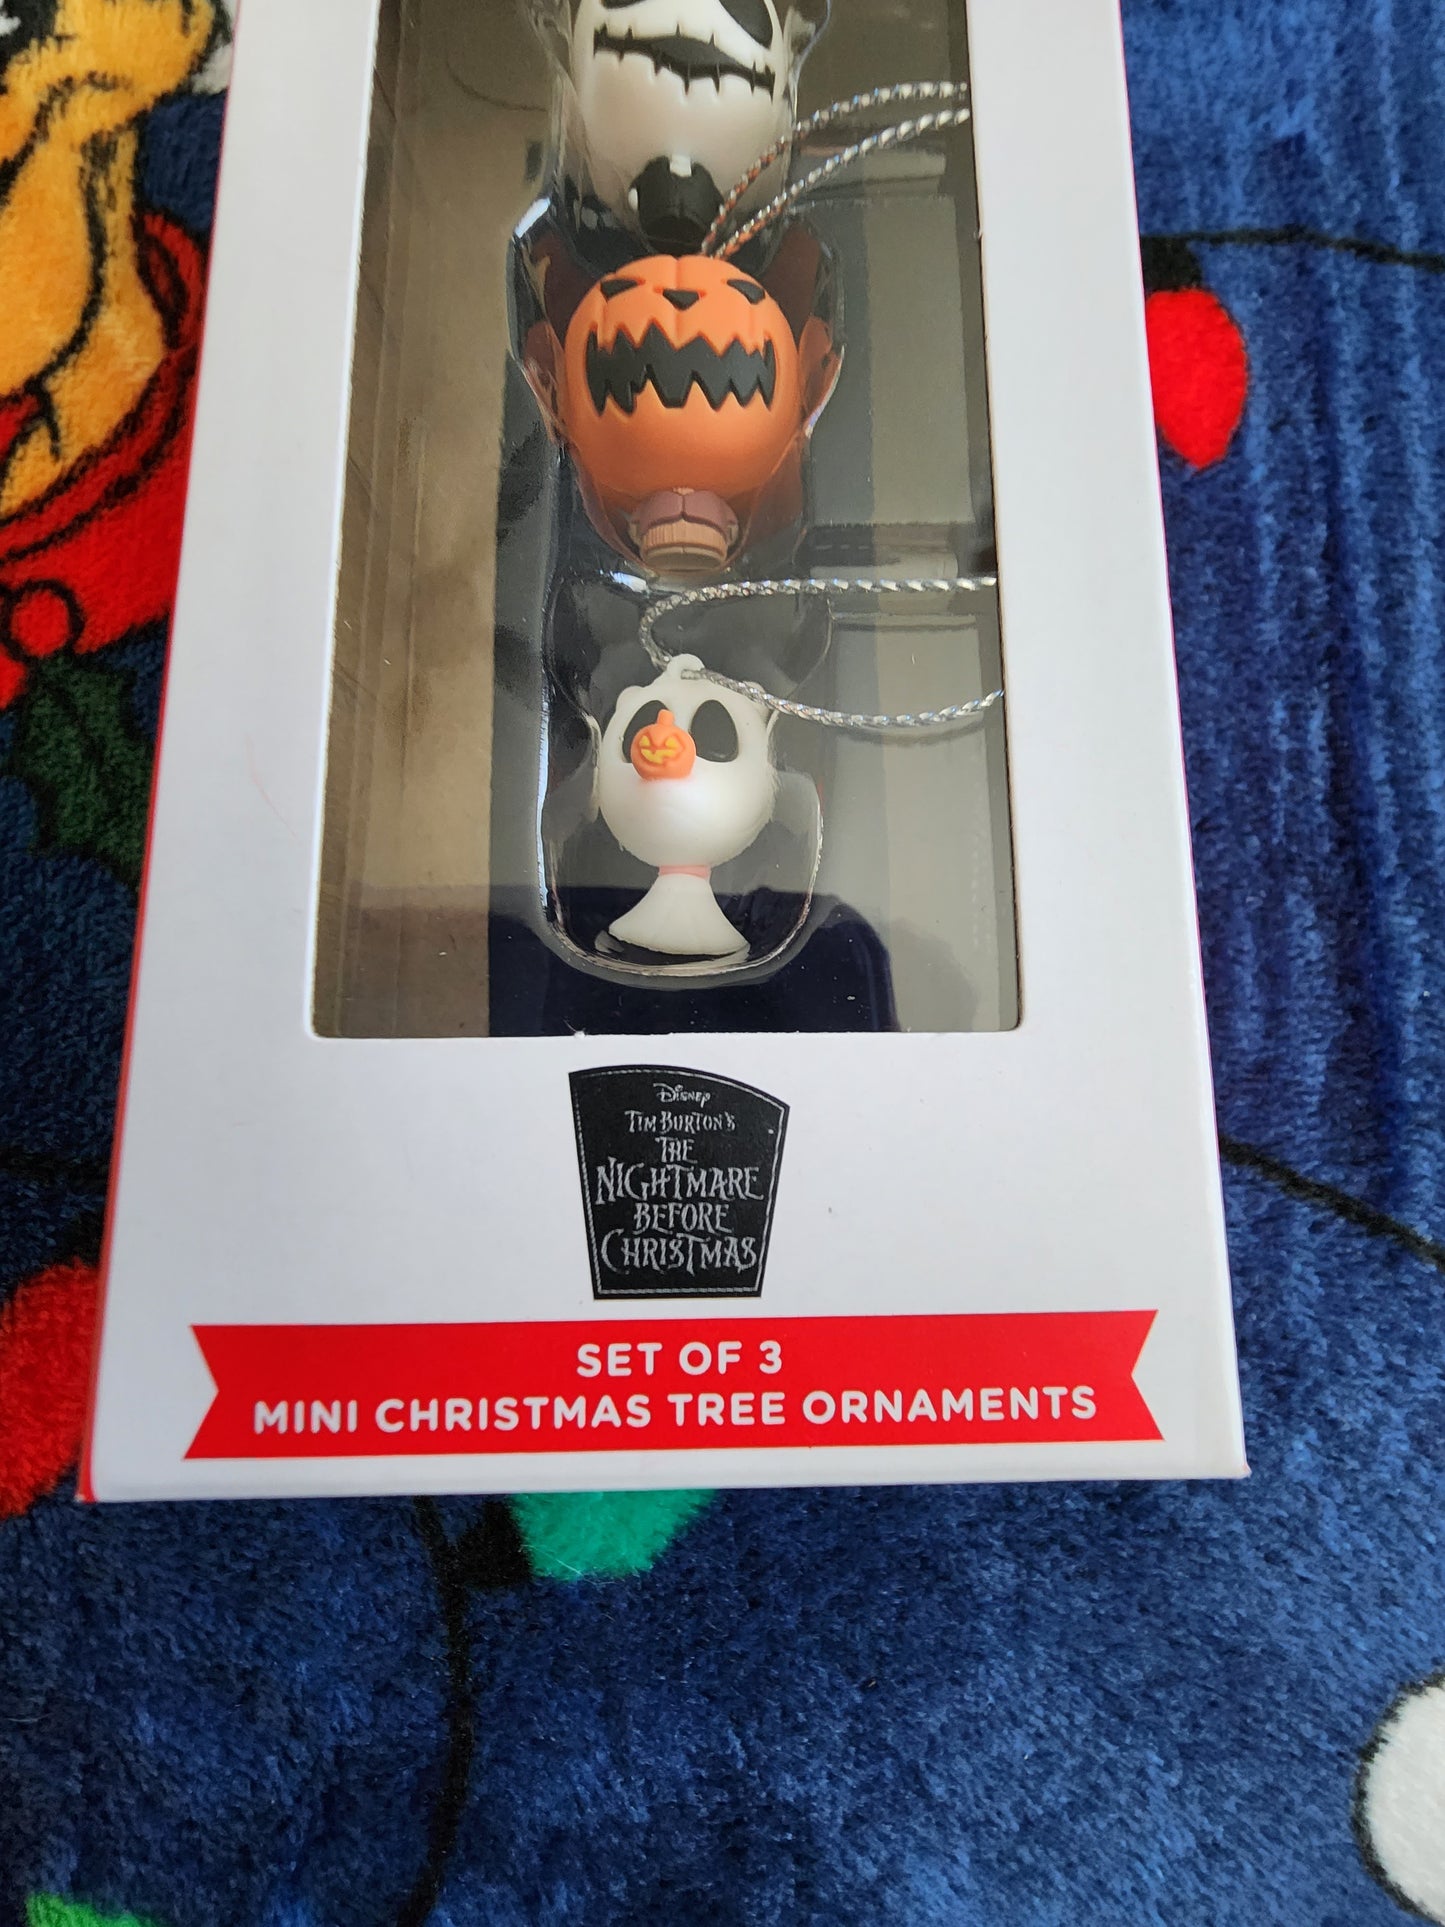 Disney
TIM BURTON'S
THE
NIGHTMARE
BEFORE
CHRISTMAS
SET OF 3
MINI CHRISTMAS TREE ORNAMENTS